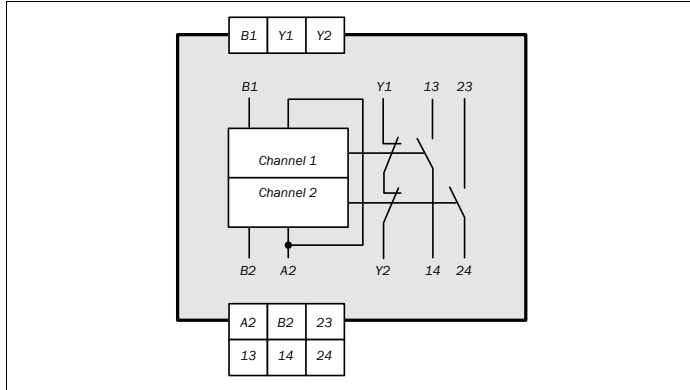 B1 Y1 Y2
B1 Y1 13 23
Channel 1
Channel 2
B2 A2 Y2 14 24
A2 B2 23
13 14 24